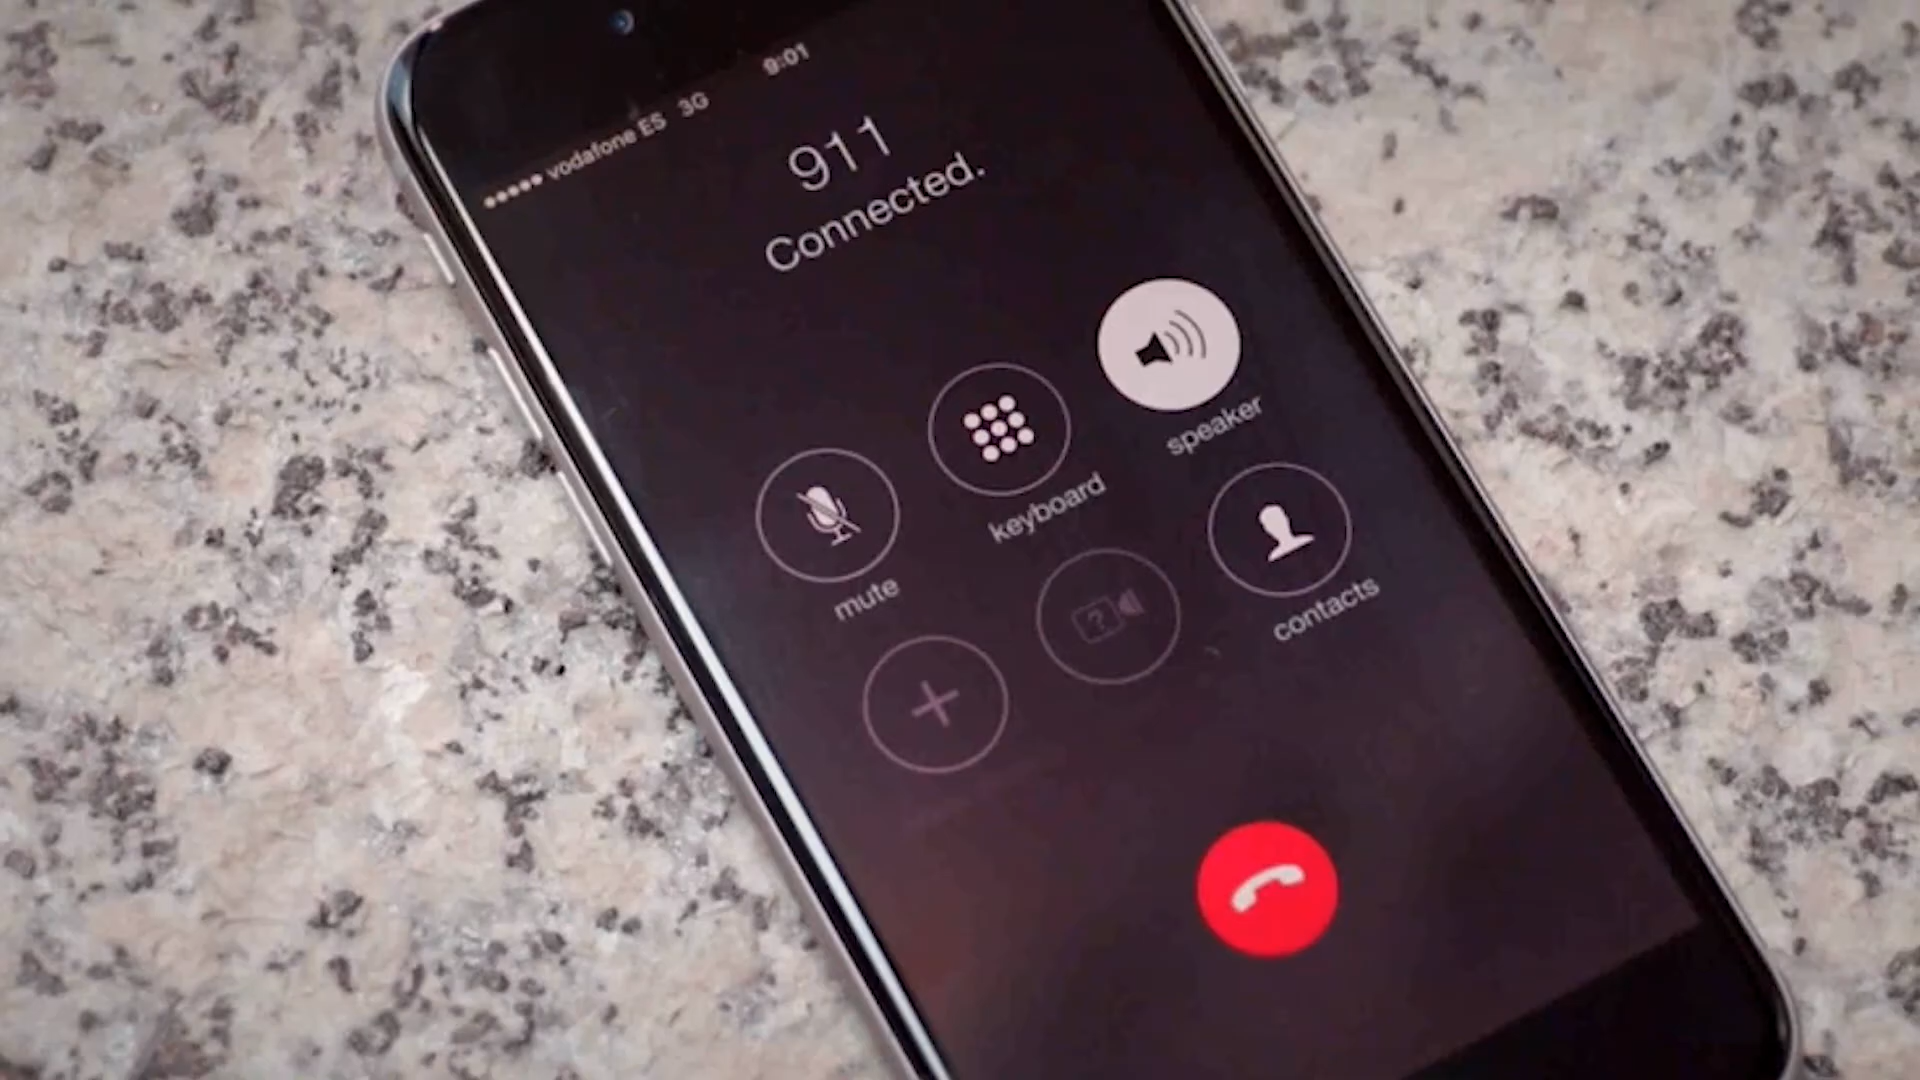 vodafone ES 3G 9:01
911
Connected.
mute keyboard speaker
contacts